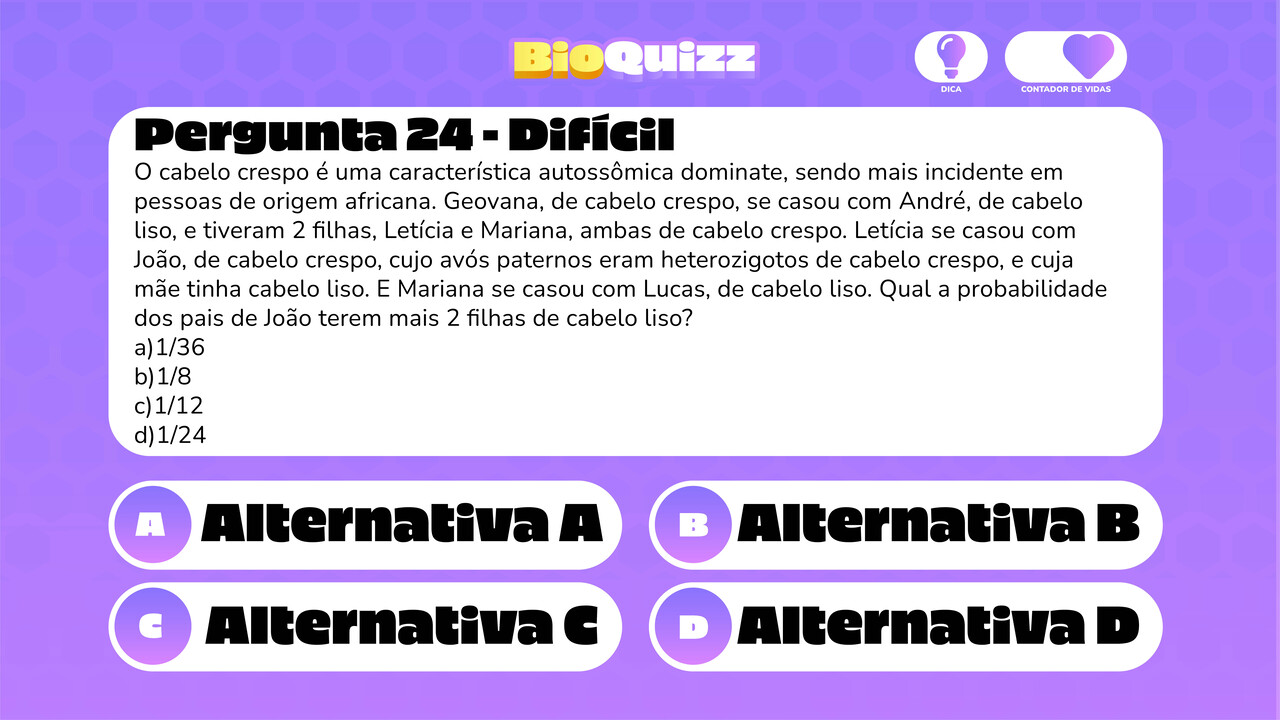 BioQuizz
DICA
CONTADOR DE VIDAS
Pergunta 24 - Difícil
O cabelo crespo é uma característica autossômica dominate, sendo mais incidente em
pessoas de origem africana. Geovana, de cabelo crespo, se casou com André, de cabelo
liso, e tiveram 2 filhas, Letícia e Mariana, ambas de cabelo crespo. Letícia se casou com
João, de cabelo crespo, cujo avós paternos eram heterozigotos de cabelo crespo, e cuja
mãe tinha cabelo liso. E Mariana se casou com Lucas, de cabelo liso. Qual a probabilidade
dos pais de João terem mais 2 filhas de cabelo liso?
a)1/36
b)1/8
c)1/12
d)1/24
A Alternativa A
B Alternativa B
C Alternativa C
D Alternativa D